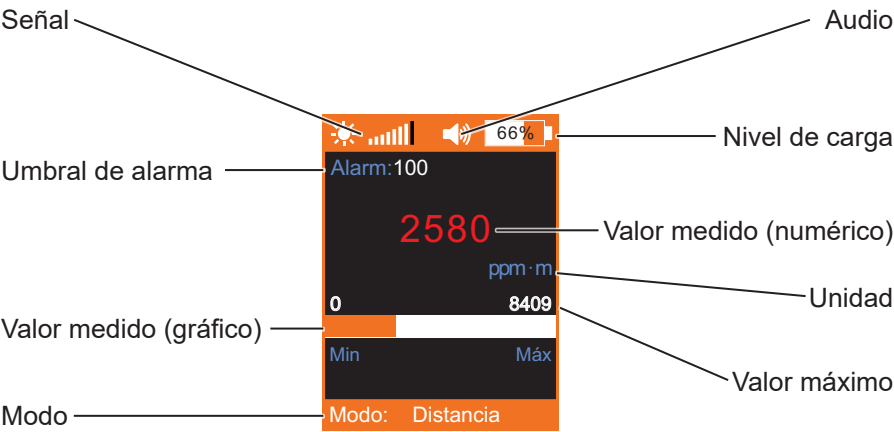 Señal
Audio
66%
Nivel de carga
Umbral de alarma
Alarm:100
2580
Valor medido (numérico)
ppm·m
Unidad
0 8409
Valor medido (gráfico)
Min Máx
Valor máximo
Modo
Modo: Distancia